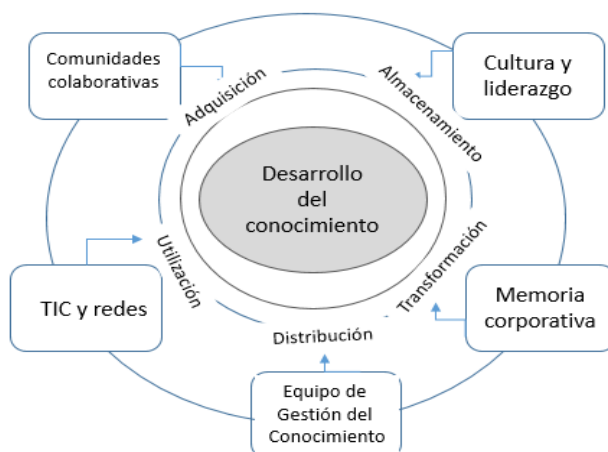 Comunidades
colaborativas
Cultura y
liderazgo
Adquisición
Almacenamiento
Desarrollo
del
conocimiento
Utilización
Transformación
TIC y redes
Memoria
corporativa
Distribución
Equipo de
Gestión del
Conocimiento